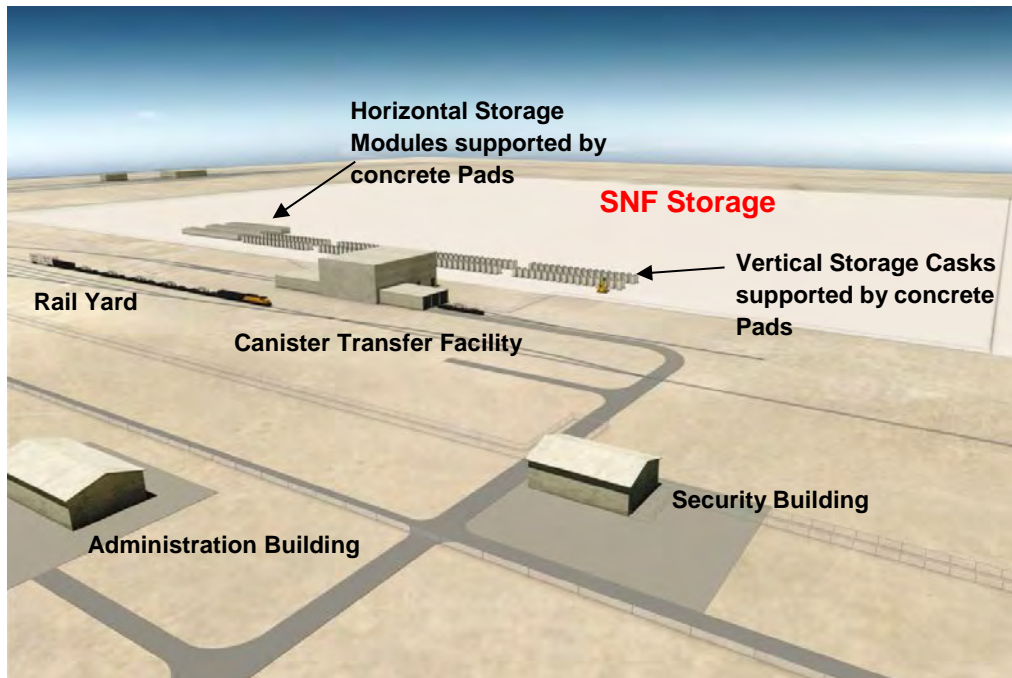 Horizontal Storage
Modules supported by
concrete Pads
SNF Storage
Vertical Storage Casks
supported by concrete
Pads
Rail Yard
Canister Transfer Facility
Security Building
Administration Building